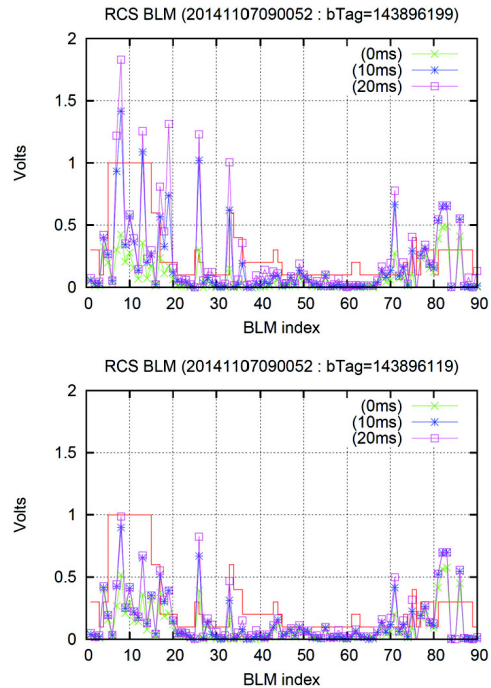 RCS BLM (20141107090052 : bTag=143896199)
2
(0ms)
(10ms)
(20ms)
1.5
1
0.5
0
Volts
0 10 20 30 40 50 60 70 80 90
BLM index
RCS BLM (20141107090052 : bTag=143896119)
2
(0ms)
(10ms)
(20ms)
1.5
1
0.5
0
Volts
0 10 20 30 40 50 60 70 80 90
BLM index